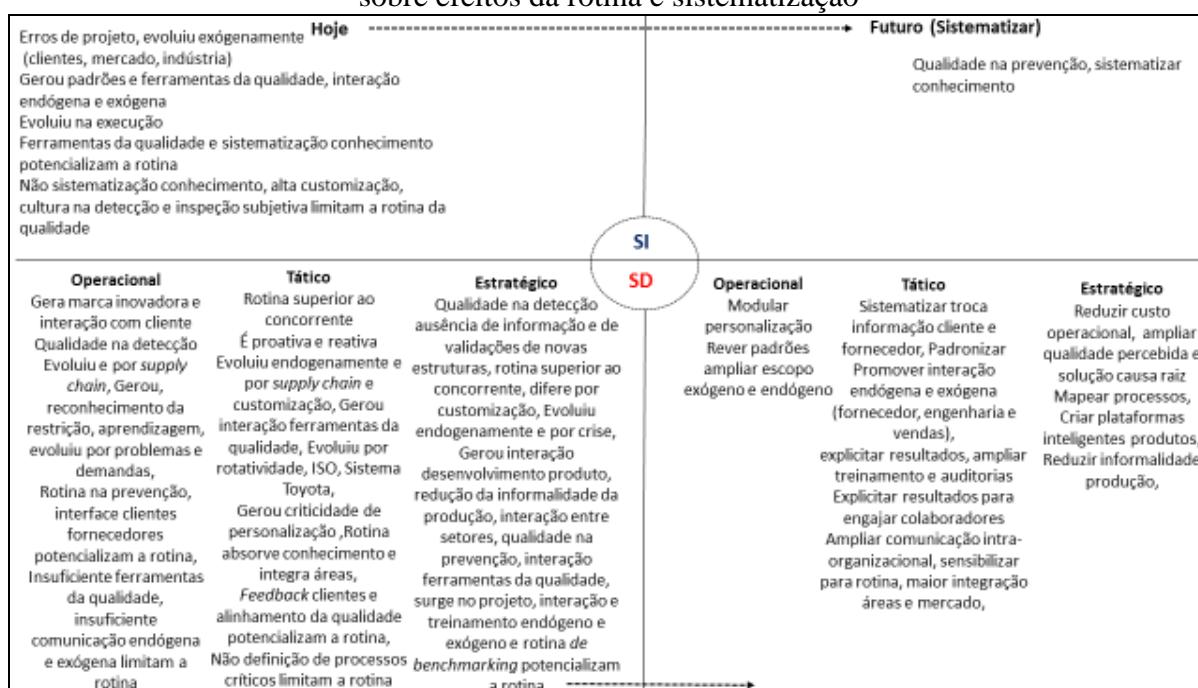 sobre efeitos da rotina e sistematização
Hoje
Futuro (Sistematizar)
Erros de projeto, evoluiu exógenamente
(clientes, mercado, indústria)
Gerou padrões e ferramentas da qualidade, interação
endógena e exógena
Evoluiu na execução
Ferramentas da qualidade e sistematização conhecimento
potencializam a rotina
Não sistematização conhecimento, alta customização,
cultura na detecção e inspeção subjetiva limitam a rotina da
qualidade
Qualidade na prevenção, sistematizar
conhecimento
SI
SD
Operacional
Gera marca inovadora e
interação com cliente
Qualidade na detecção
Evoluiu e por supply
chain, Gerou,
reconhecimento da
restrição, aprendizagem,
evoluiu por problemas e
demandas,
Rotina na prevenção,
interface clientes
fornecedores
potencializam a rotina,
Insuficiente ferramentas
da qualidade,
insuficiente
comunicação endógena
e exógena limitam a
rotina
Tático
Rotina superior ao
concorrente
É proativa e reativa
Evoluiu endogenamente e
por supply chain e
customização, Gerou
interação ferramentas da
qualidade, Evoluiu por
rotatividade, ISO, Sistema
Toyota,
Gerou criticidade de
personalização ,Rotina
absorve conhecimento e
integra áreas,
Feedback clientes e
alinhamento da qualidade
potencializam a rotina,
Não definição de processos
críticos limitam a rotina
Estratégico
Qualidade na detecção
ausência de informação e de
validações de novas
estruturas, rotina superior ao
concorrente, difere por
customização, Evoluiu
endogenamente e por crise,
Gerou interação
desenvolvimento produto,
redução da informalidade da
produção, interação entre
setores, qualidade na
prevenção, interação
ferramentas da qualidade,
surge no projeto, interação e
treinamento endógeno e
exógeno e rotina de
benchmarking potencializam
a rotina
Operacional
Modular
personalização
Rever padrões
ampliar escopo
exógeno e endógeno
Tático
Sistematizar troca
informação cliente e
fornecedor, Padronizar
Promover interação
endógena e exógena
(fornecedor, engenharia e
vendas),
explicitar resultados, ampliar
treinamento e auditorias
Explicitar resultados para
engajar colaboradores
Ampliar comunicação intra-
organizacional, sensibilizar
para rotina, maior integração
áreas e mercado,
Estratégico
Reduzir custo
operacional, ampliar
qualidade percebida e
solução causa raiz
Mapear processos,
Criar plataformas
inteligentes produtos,
Reduzir informalidade
produção,